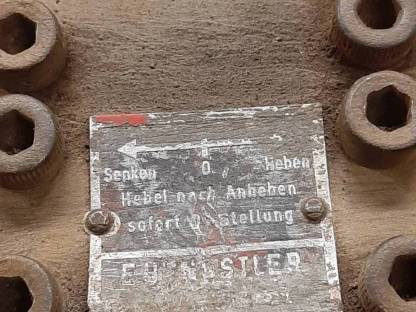 Senken 0 Heben
Hebel nach Anheben
sofort 0-Stellung